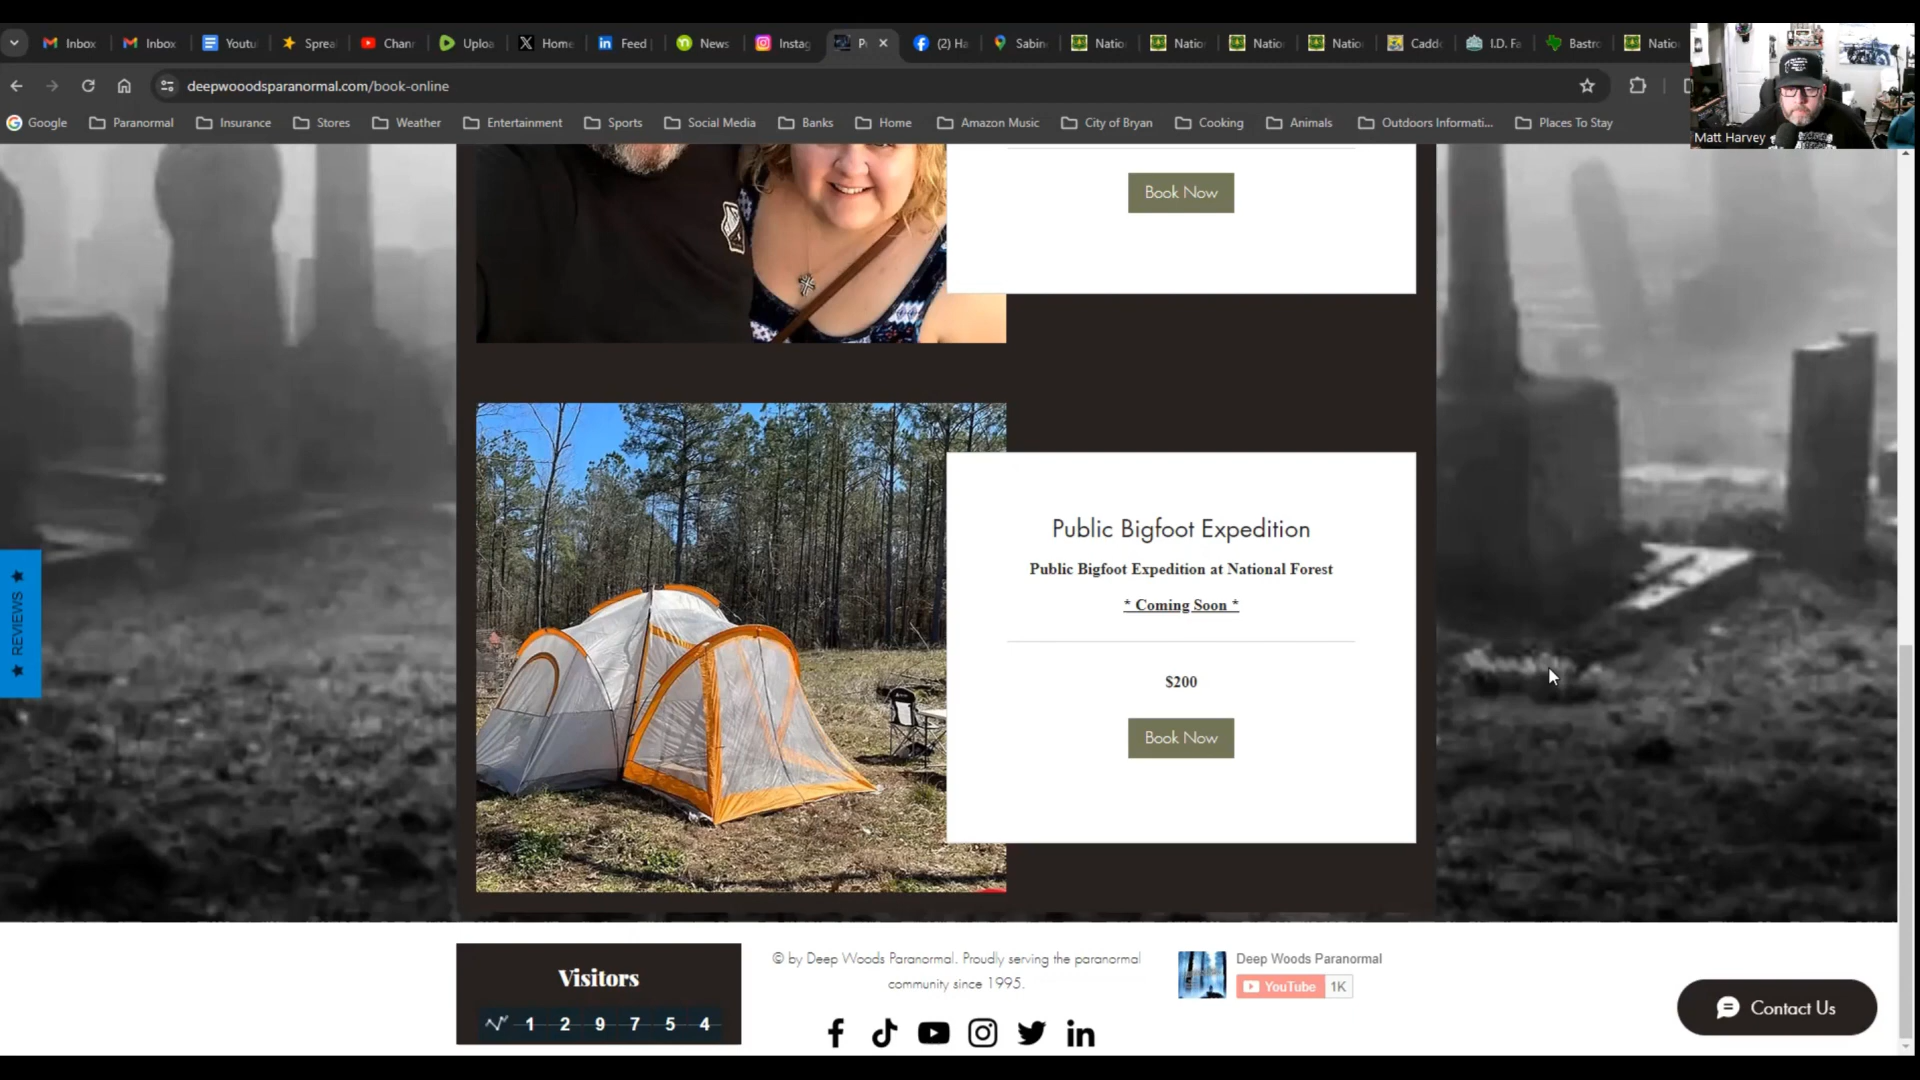 Inbox
Inbox
Youtu
Sprea
Chan
Uploa
Home
Feed
News
Instag
(2) Ha
Sabin
Natio
Natio
Natio
Natio
Cadd
I.D. Fa
Bastr
Natio
deepwooodsparanormal.com/book-online
Google
Paranormal
Insurance
Stores
Weather
Entertainment
Sports
Social Media
Banks
Home
Amazon Music
City of Bryan
Cooking
Animals
Outdoors Informati...
Places To Stay
Matt Harvey
Book Now
★ REVIEWS ★
Public Bigfoot Expedition
Public Bigfoot Expedition at National Forest
* Coming Soon *
$200
Book Now
Visitors
1 2 9 7 5 4
© by Deep Woods Paranormal. Proudly serving the paranormal
community since 1995.
Deep Woods Paranormal
YouTube 1K
Contact Us